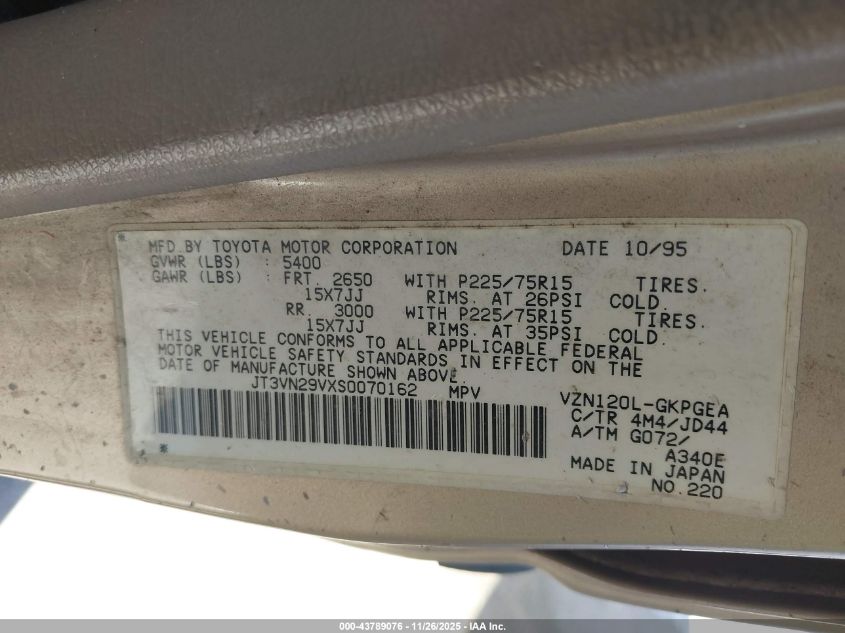 MFD.BY TOYOTA MOTOR CORPORATION DATE 10/95
GVWR (LBS) : 5400
GAWR (LBS) : FRT. 2650 WITH P225/75R15 TIRES.
15X7JJ RIMS. AT 26PSI COLD.
RR. 3000 WITH P225/75R15 TIRES.
15X7JJ RIMS. AT 35PSI COLD.
THIS VEHICLE CONFORMS TO ALL APPLICABLE FEDERAL
MOTOR VEHICLE SAFETY STANDARDS IN EFFECT ON THE
DATE OF MANUFACTURE SHOWN ABOVE.
JT3VN29VXS0070162 MPV
VZN120L-GKPGEA
C/TR 4M4/JD44
A/TM G072/
A340E
MADE IN JAPAN
NO.220
000-43789076 - 11/26/2025 - IAA Inc.